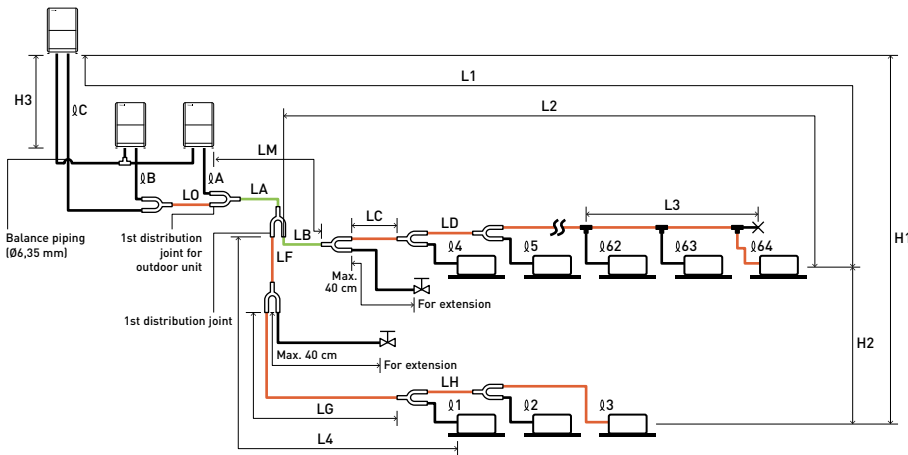 L1
H3
ℓC
L2
LM
ℓB
ℓA
LA
LO
LC
LD
L3
H1
Balance piping
(Ø6,35 mm)
1st distribution
joint for
outdoor unit
LB
LF
ℓ4
ℓ5
ℓ62
ℓ63
ℓ64
Max.
40 cm
For extension
1st distribution joint
H2
Max. 40 cm
For extension
LH
LG
ℓ1
ℓ2
ℓ3
L4